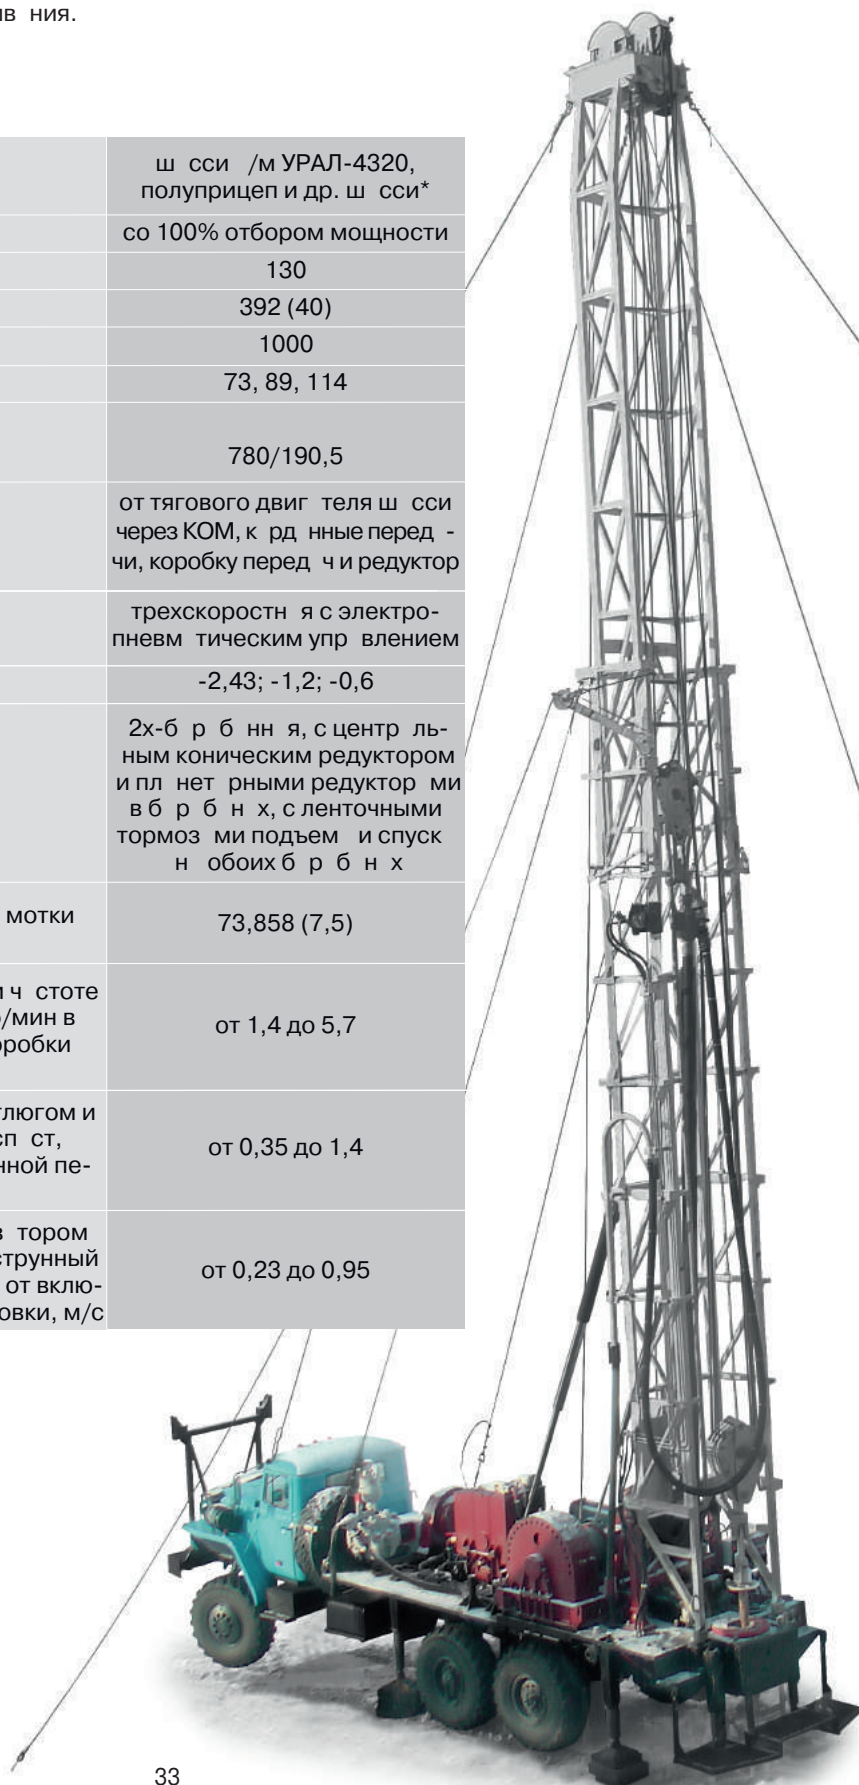 ив ния.
ш сси /м УРАЛ-4320,
полуприцеп и др. ш сси*
со 100% отбором мощности
130
392 (40)
1000
73, 89, 114
780/190,5
от тягового двиг теля ш сси
через КОМ, к рд нные перед -
чи, коробку перед ч и редуктор
трехскоростн я с электро-
пневм тическим упр влением
-2,43; -1,2; -0,6
2х-б р б нн я, с центр ль-
ным коническим редуктором
и пл нет рными редуктор ми
в б р б н х, с ленточными
тормоз ми подъем и спуск
н обоих б р б н х
мотки
73,858 (7,5)
и ч стоте
/мин в
оробки
от 1,4 до 5,7
тлюгом и
сп ст,
нной пе-
от 0,35 до 1,4
в тором
струнный
от вклю-
овки, м/с
от 0,23 до 0,95
33